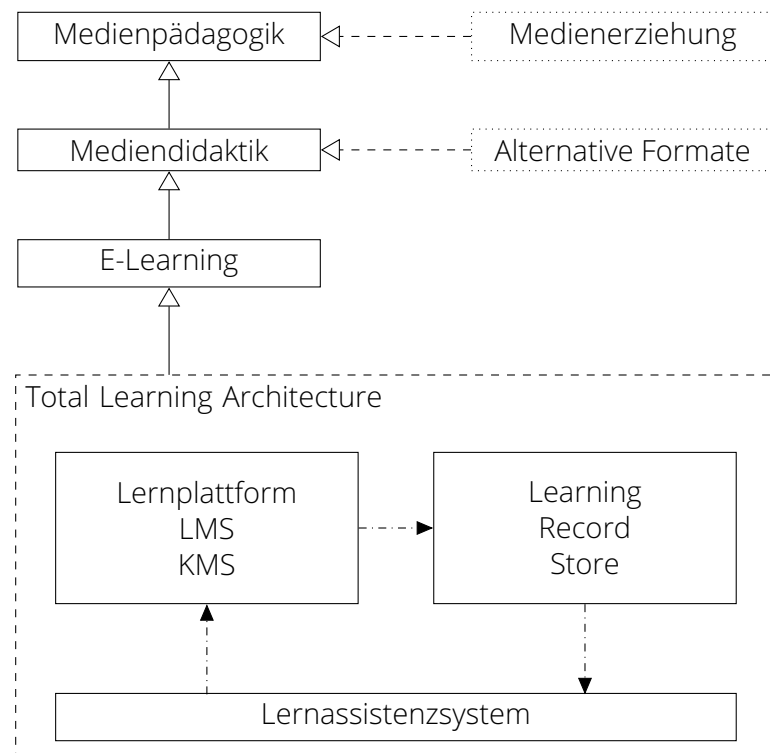 Medienpädagogik
Medienerziehung
Mediendidaktik
Alternative Formate
E-Learning
Total Learning Architecture
Lernplattform
LMS
KMS
Learning
Record
Store
Lernassistenzsystem